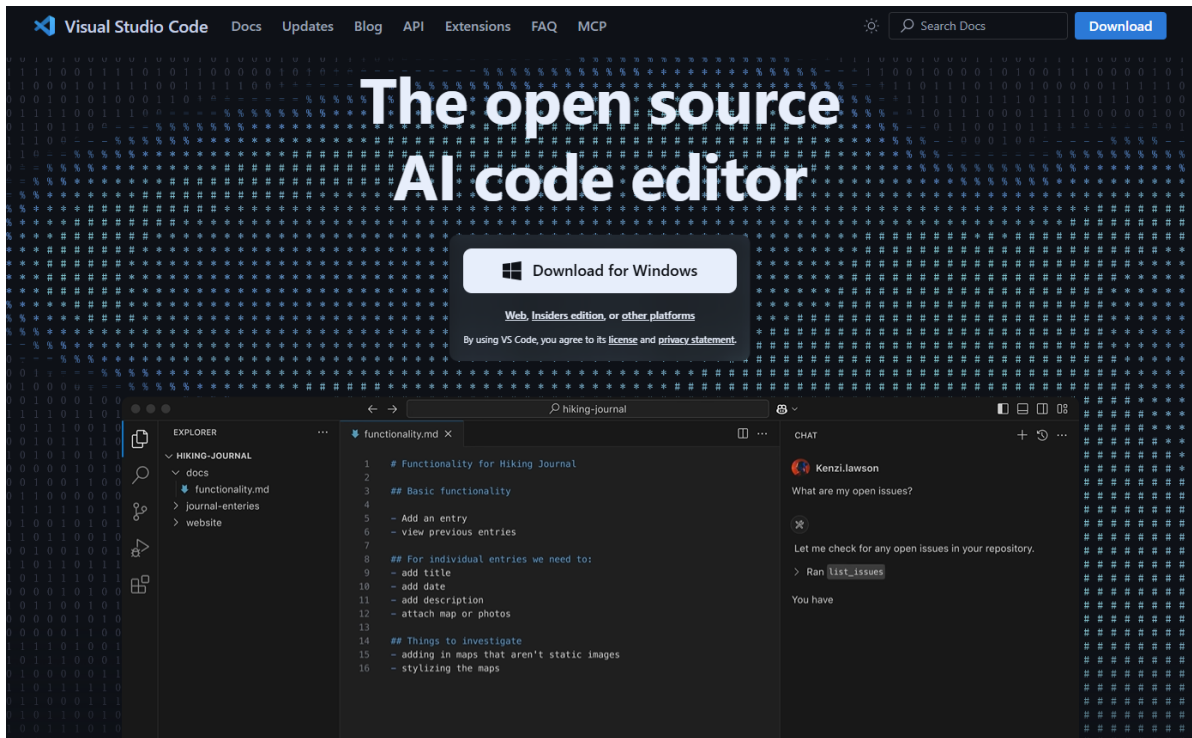 Visual Studio Code Docs Updates Blog API Extensions FAQ MCP Search Docs Download
The open source
AI code editor
Download for Windows
Web, Insiders edition, or other platforms
By using VS Code, you agree to its license and privacy statement.
hiking-journal
EXPLORER
HIKING-JOURNAL
docs
functionality.md
journal-enteries
website
functionality.md
1 # Functionality for Hiking Journal
2
3 ## Basic functionality
4
5 - Add an entry
6 - view previous entries
7
8 ## For individual entries we need to:
9 - add title
10 - add date
11 - add description
12 - attach map or photos
13
14 ## Things to investigate
15 - adding in maps that aren't static images
16 - stylizing the maps
CHAT
Kenzi.lawson
What are my open issues?
Let me check for any open issues in your repository.
Ran list_issues
You have